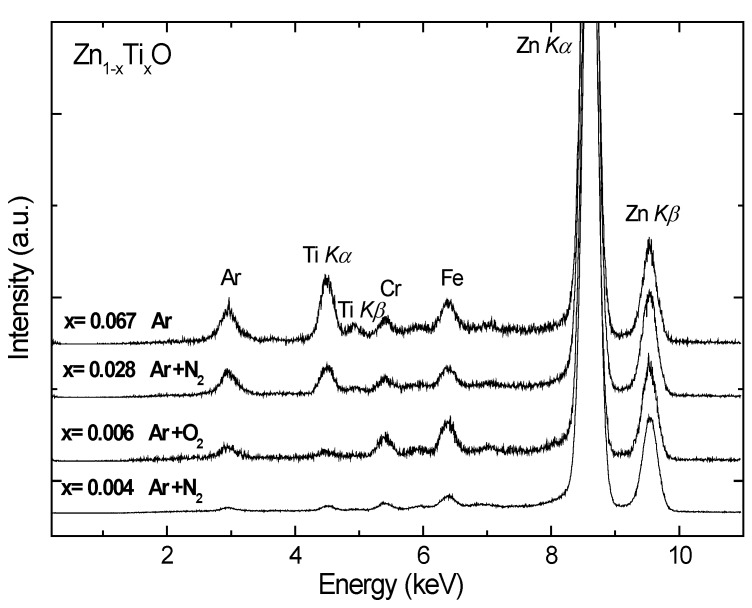 Zn1-xTixO
Zn Kα
Zn Kβ
Ti Kα
Ar
Cr
Fe
Ti Kβ
x= 0.067 Ar
x= 0.028 Ar+N2
x= 0.006 Ar+O2
x= 0.004 Ar+N2
Intensity (a.u.)
2 4 6 8 10
Energy (keV)